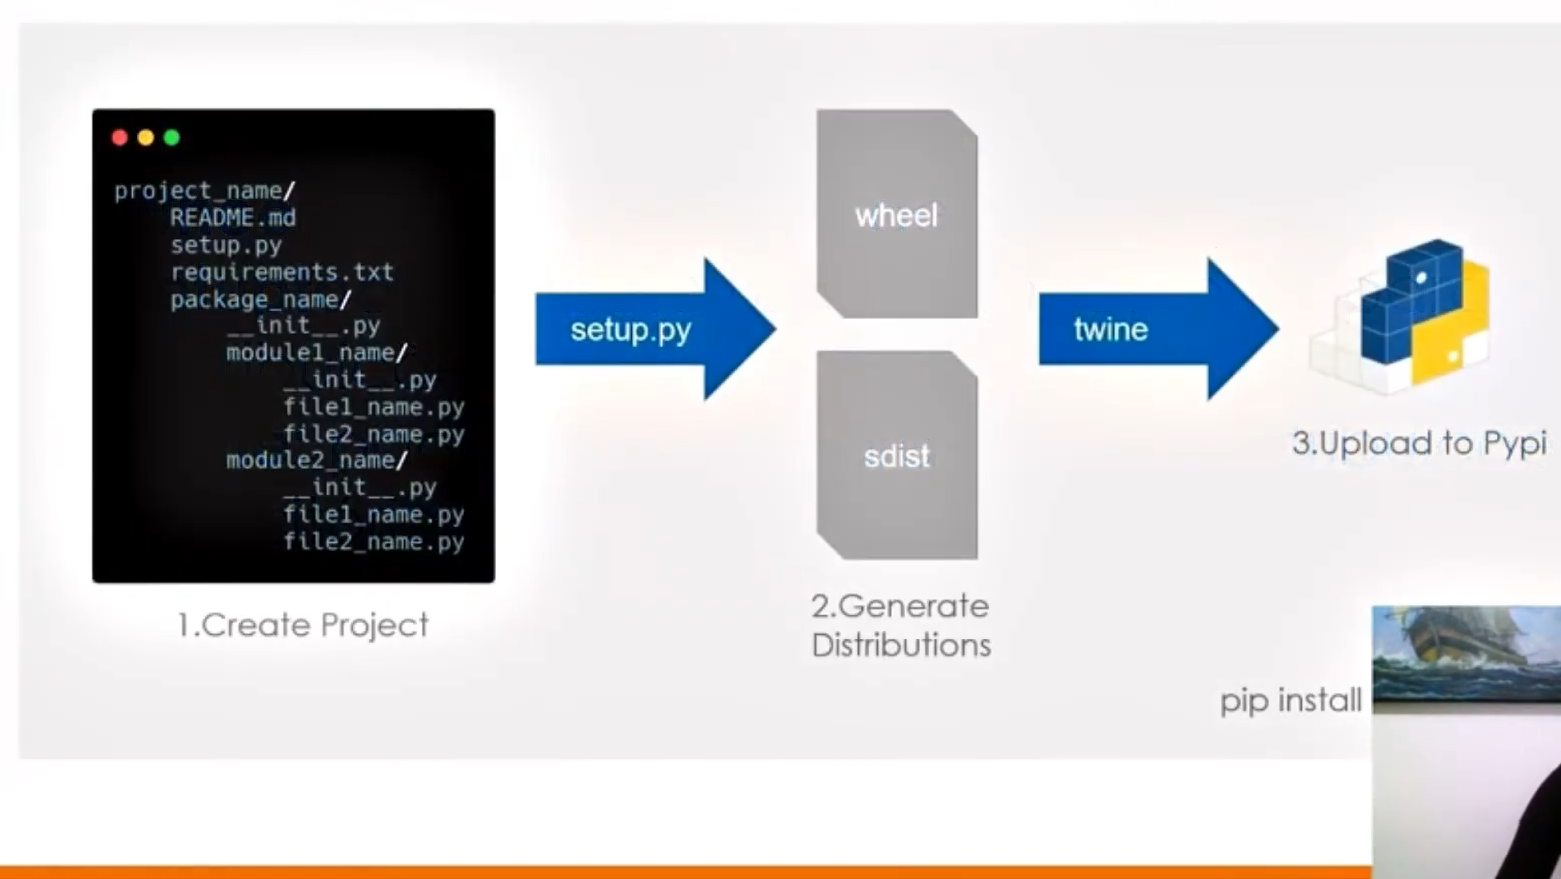 project_name/
README.md
setup.py
requirements.txt
package_name/
__init__.py
module1_name/
__init__.py
file1_name.py
file2_name.py
module2_name/
__init__.py
file1_name.py
file2_name.py
1.Create Project
setup.py
wheel
sdist
2.Generate
Distributions
twine
3.Upload to Pypi
pip install